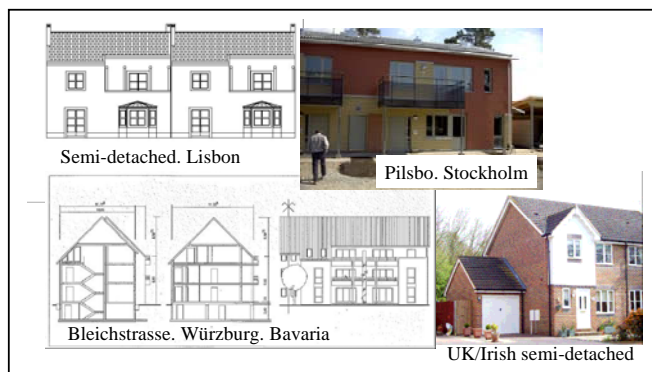 Semi-detached. Lisbon
Pilsbo. Stockholm
Bleichstrasse. Würzburg. Bavaria
UK/Irish semi-detached